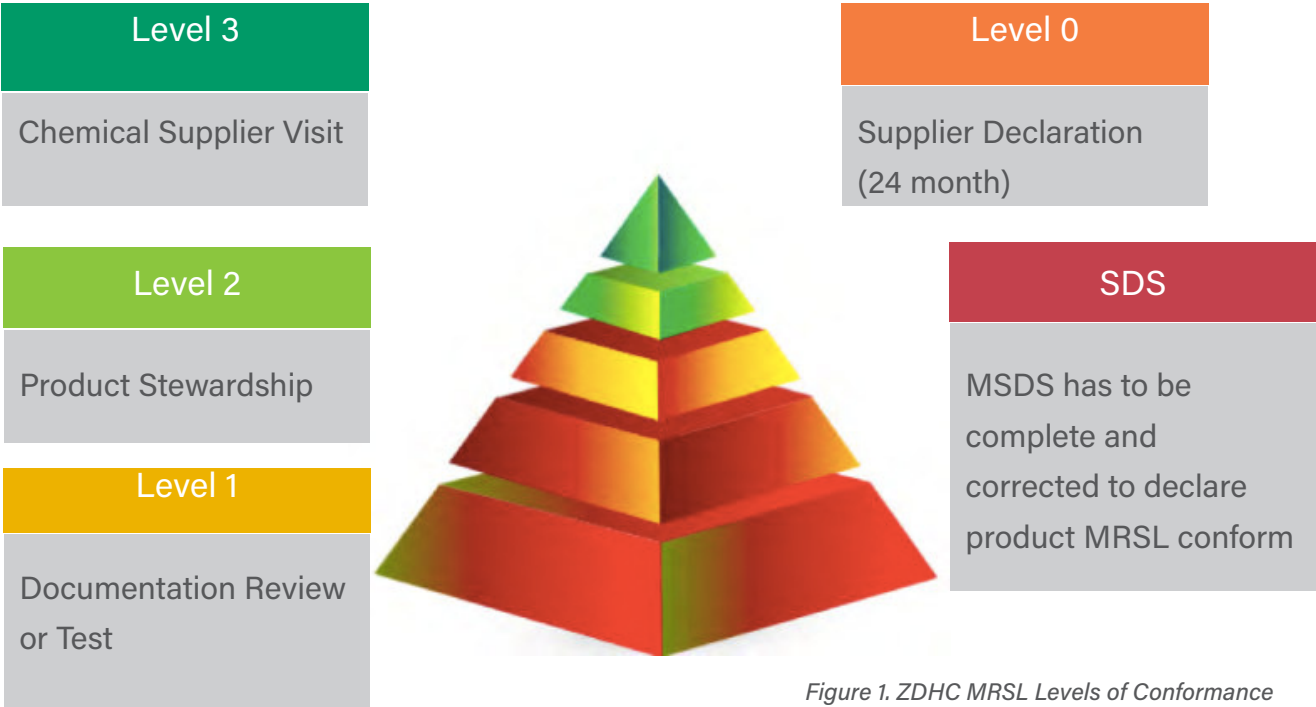 Level 3
Chemical Supplier Visit
Level 2
Product Stewardship
Level 1
Documentation Review
or Test
Level 0
Supplier Declaration
(24 month)
SDS
MSDS has to be
complete and
corrected to declare
product MRSL conform
Figure 1. ZDHC MRSL Levels of Conformance